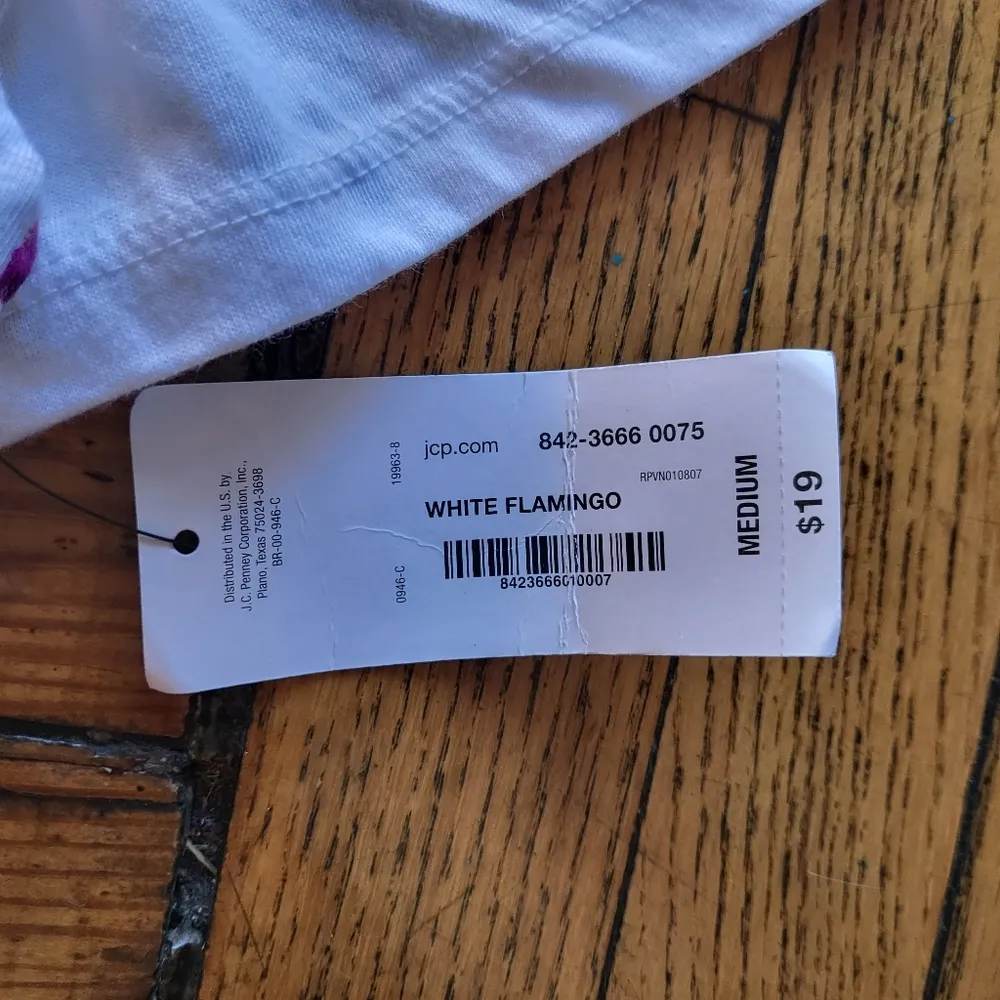 Distributed in the U.S. by
J.C. Penney Corporation, Inc.,
Plano, Texas 75024-3698
BR-00-946-C
19963-8
0946-C
jcp.com 842-3666 0075
RPVN010807
WHITE FLAMINGO
8423666010007
MEDIUM
$19